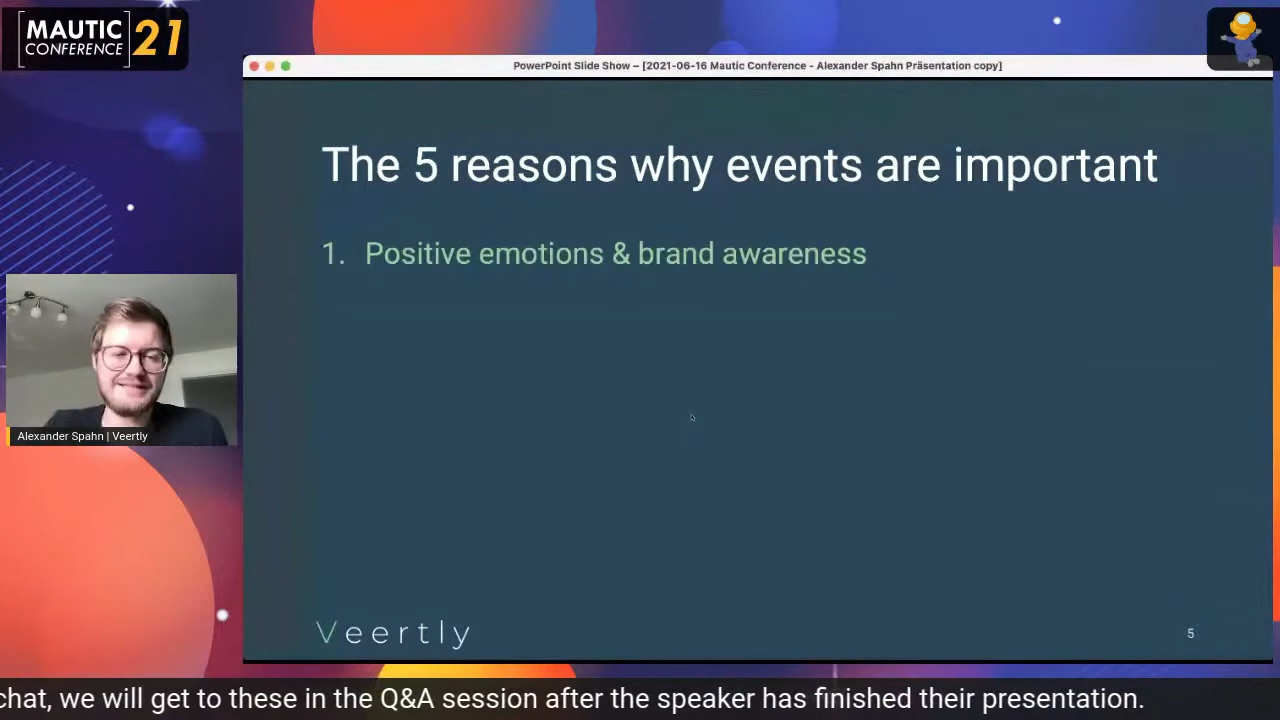 MAUTIC
CONFERENCE
21
PowerPoint Slide Show – [2021-06-16 Mautic Conference - Alexander Spahn Präsentation copy]
The 5 reasons why events are important
1. Positive emotions & brand awareness
Alexander Spahn | Veertly
Veertly
5
chat, we will get to these in the Q&A session after the speaker has finished their presentation.